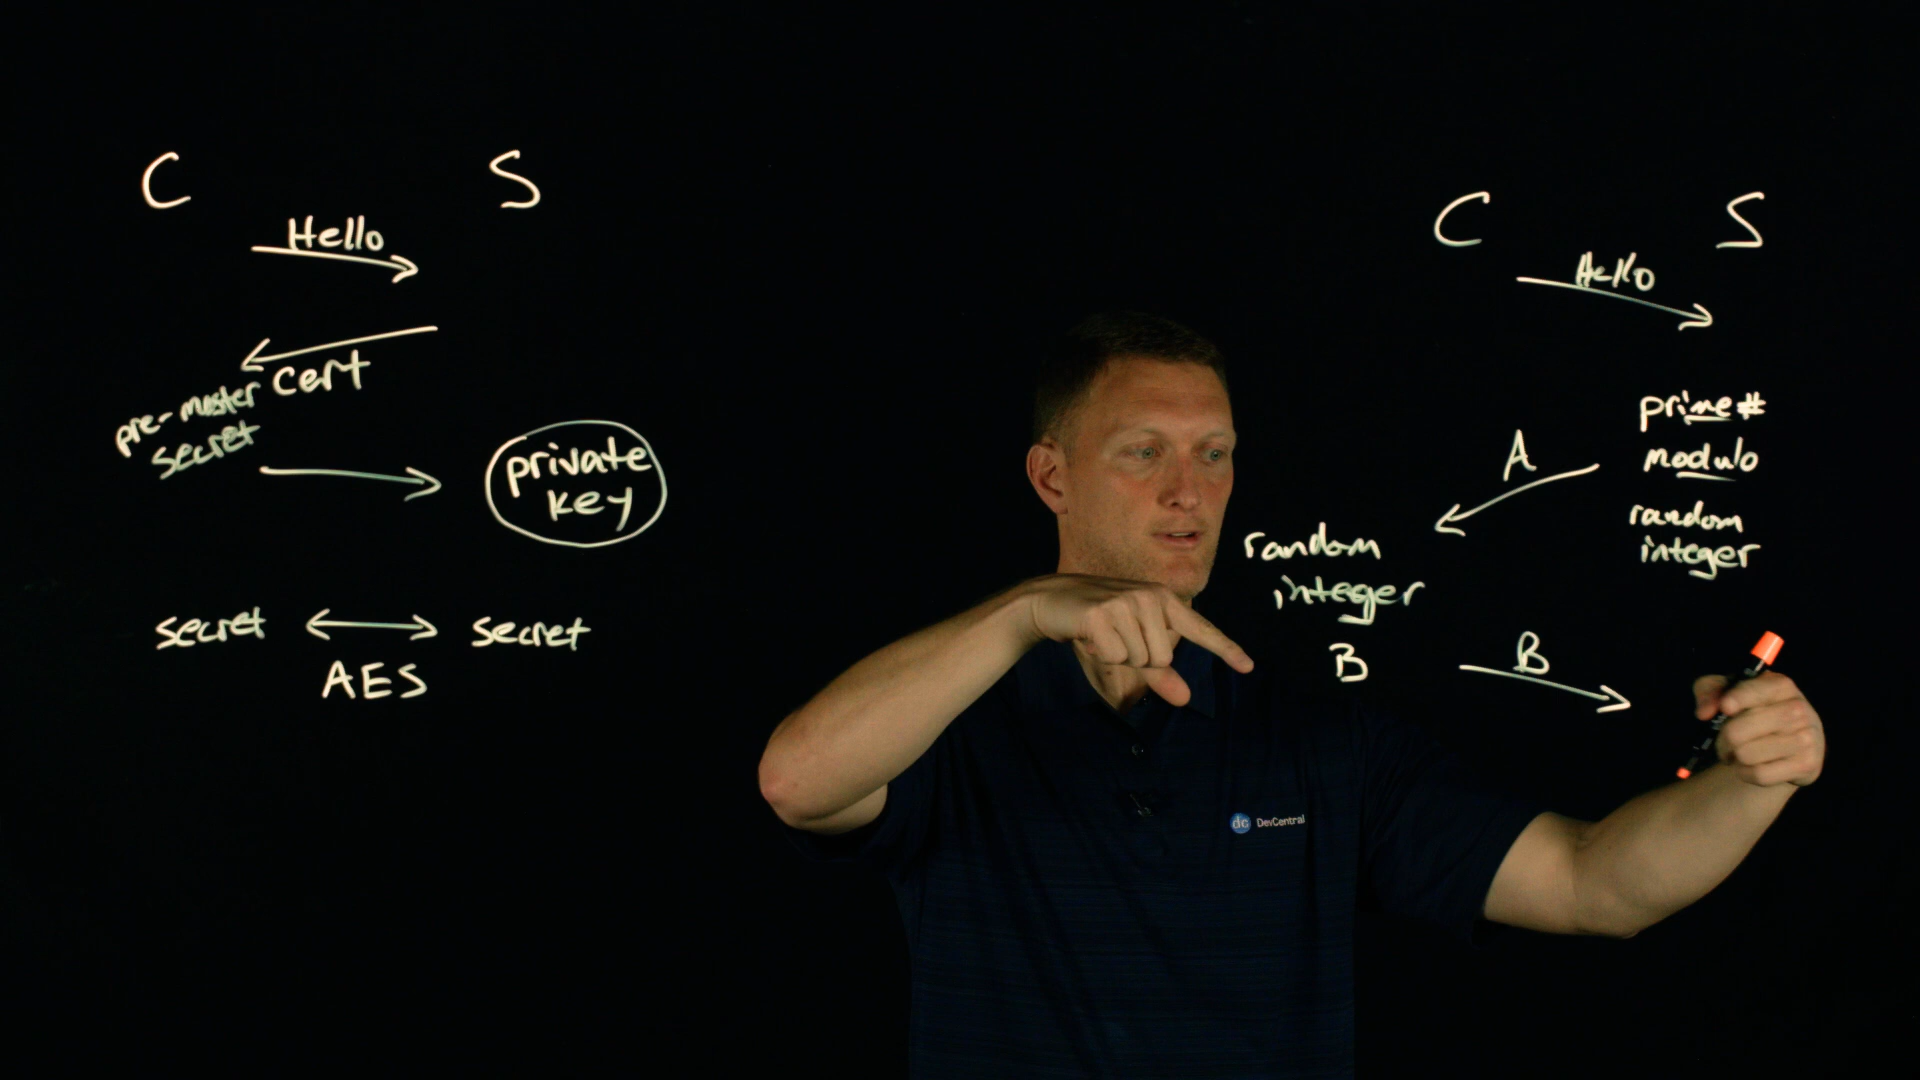 C S
Hello
cert
pre-master
secret
private
key
secret secret
AES
C S
Hello
prime #
modulo
random
integer
A
random
integer
B
B
dc DevCentral